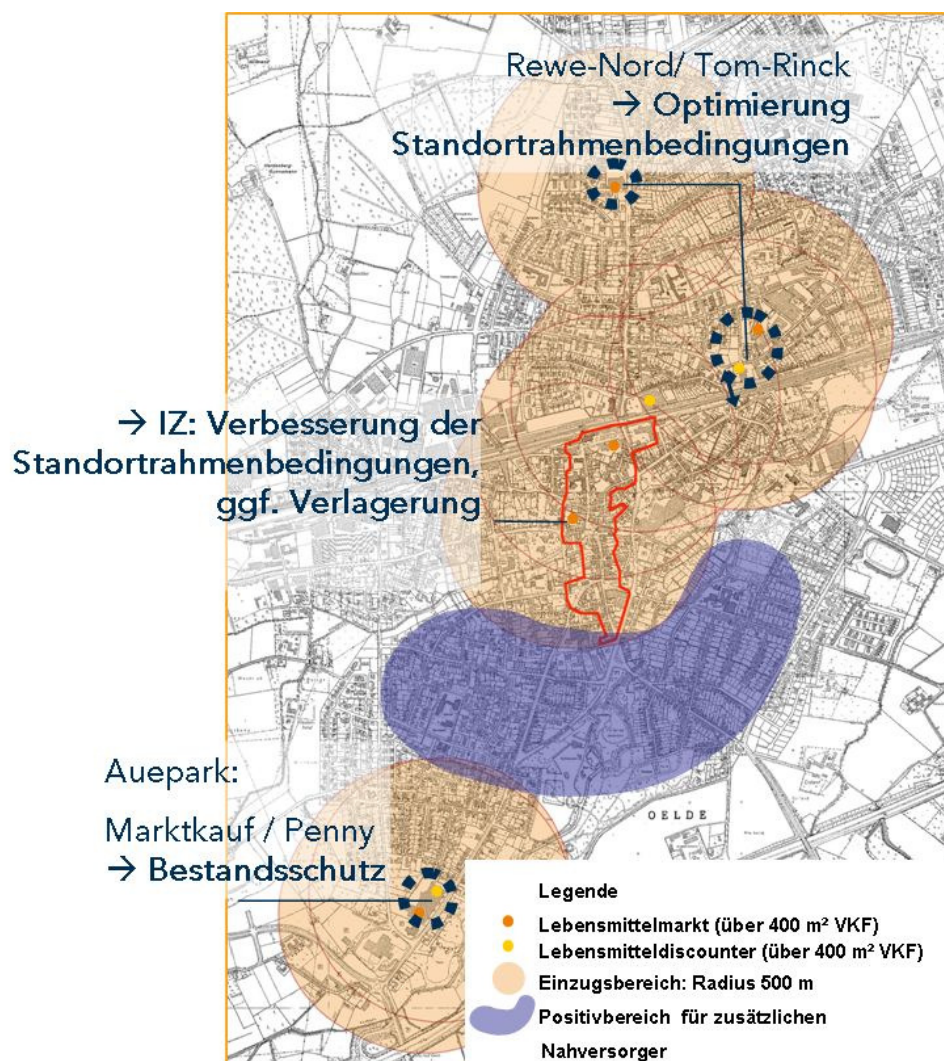 Rewe-Nord/ Tom-Rinck
→ Optimierung
Standortrahmenbedingungen
→ IZ: Verbesserung der
Standortrahmenbedingungen,
ggf. Verlagerung
Auepark:
Marktkauf / Penny
→ Bestandsschutz
OELDE
Legende
Lebensmittelmarkt (über 400 m² VKF)
Lebensmitteldiscounter (über 400 m² VKF)
Einzugsbereich: Radius 500 m
Positivbereich für zusätzlichen
Nahversorger